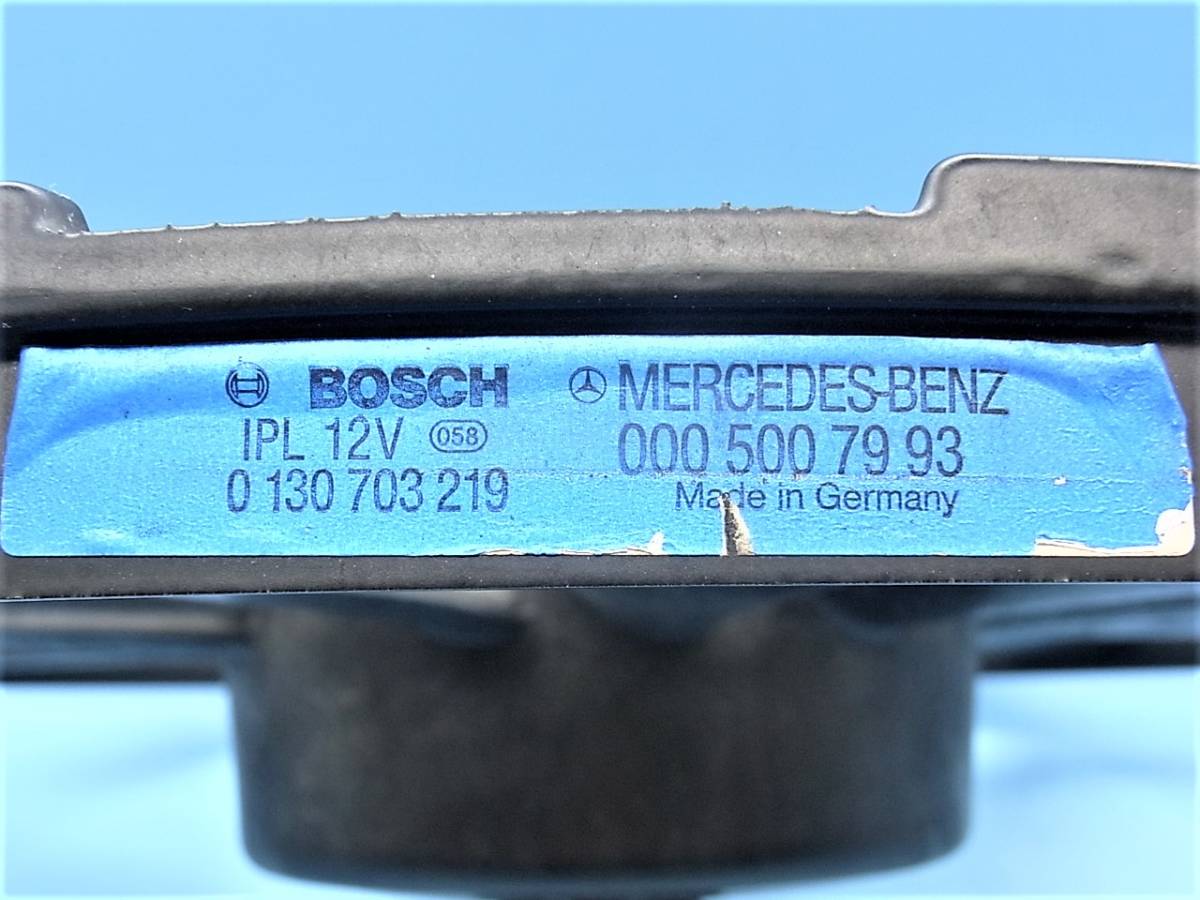 BOSCH
IPL 12V 058
0 130 703 219
MERCEDES-BENZ
000 500 79 93
Made in Germany